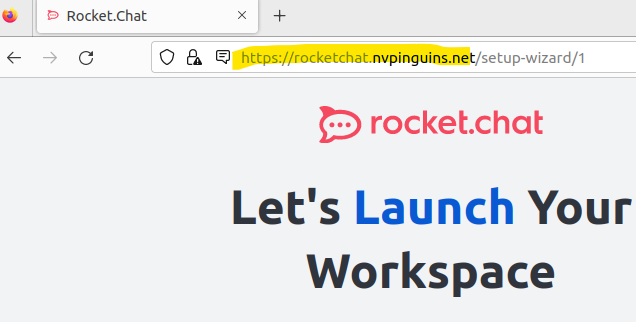 Rocket.Chat
https://rocketchat.nvpinguins.net/setup-wizard/1
rocket.chat
Let's Launch Your
Workspace